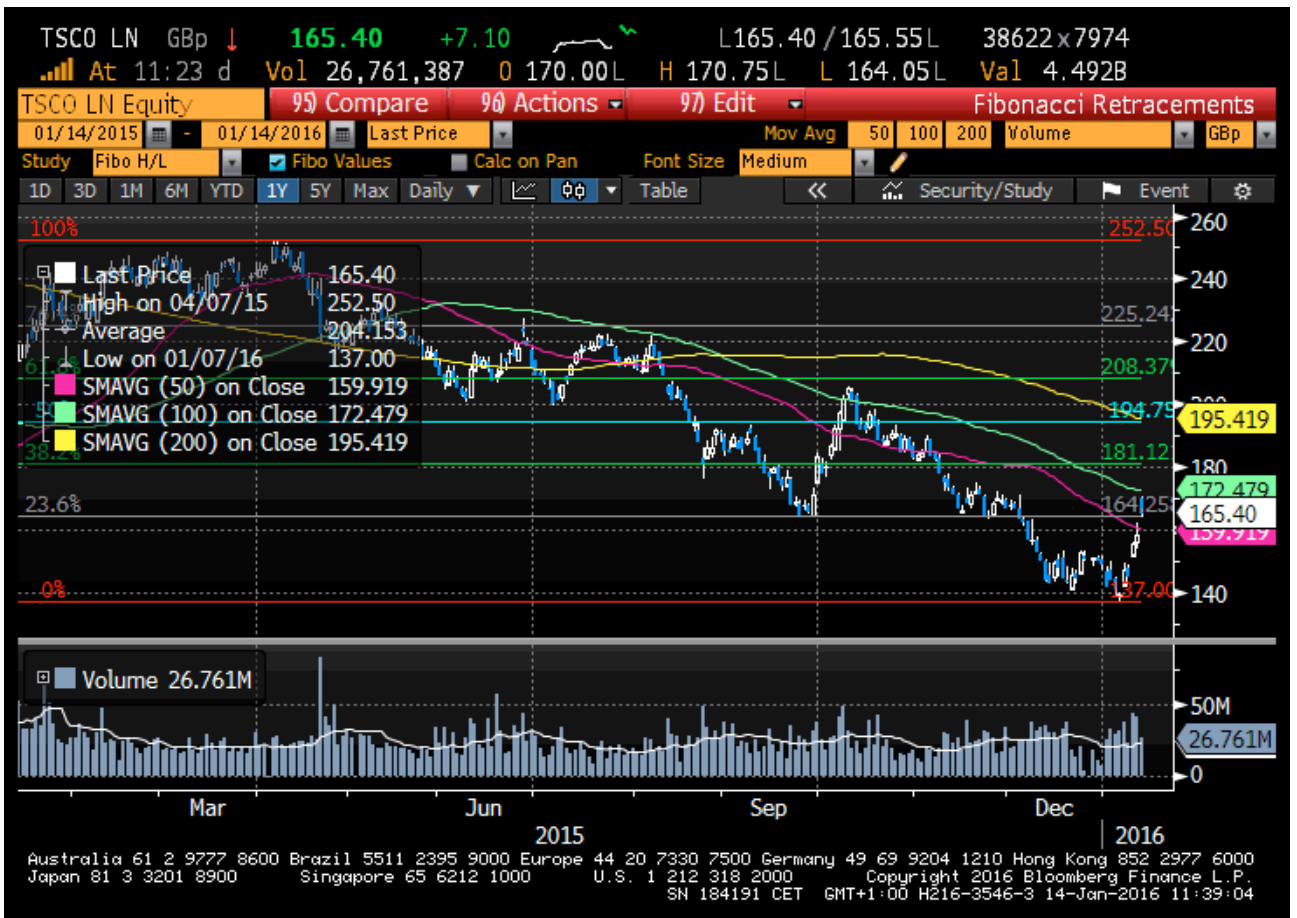 TSCO LN GBp ↓ 165.40 +7.10 L165.40/165.55L 38622x7974
At 11:23 d Vol 26,761,387 O 170.00L H 170.75L L 164.05L Val 4.492B
TSCO LN Equity 95) Compare 96) Actions 97) Edit Fibonacci Retracements
01/14/2015 - 01/14/2016 Last Price Mov Avg 50 100 200 Volume GBp
Study Fibo H/L Fibo Values Calc on Pan Font Size Medium
1D 3D 1M 6M YTD 1Y 5Y Max Daily ▼ Table « Security/Study Event
100% 252.50 260
Last Price 165.40 240
High on 04/07/15 252.50
225.24
Average 204.153 220
Low on 01/07/16 137.00
61.8% 208.379
SMAVG (50) on Close 159.919
SMAVG (100) on Close 172.479 194.75 200
SMAVG (200) on Close 195.419 195.419
38.2% 181.127 180
172.479
23.6% 164.258 165.40
159.919
0% 137.00 140
Volume 26.761M
50M
26.761M
0
Mar Jun Sep Dec
2015 2016
Australia 61 2 9777 8600 Brazil 5511 2395 9000 Europe 44 20 7330 7500 Germany 49 69 9204 1210 Hong Kong 852 2977 6000
Japan 81 3 3201 8900 Singapore 65 6212 1000 U.S. 1 212 318 2000 Copyright 2016 Bloomberg Finance L.P.
SN 184191 CET GMT+1:00 H216-3546-3 14-Jan-2016 11:39:04